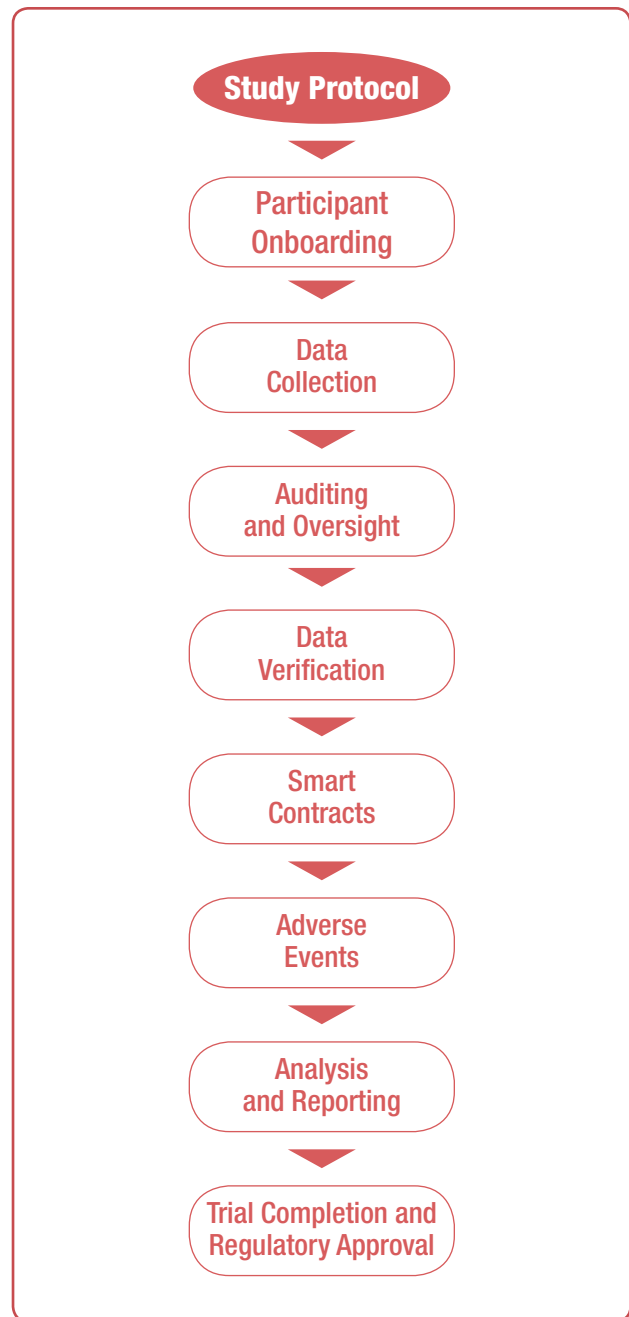 Study Protocol
Participant
Onboarding
Data
Collection
Auditing
and Oversight
Data
Verification
Smart
Contracts
Adverse
Events
Analysis
and Reporting
Trial Completion and
Regulatory Approval